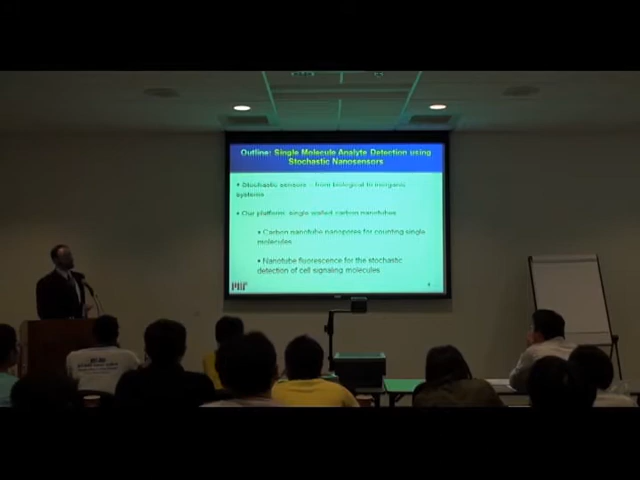 Outline: Single Molecule Analyte Detection using
Stochastic Nanosensors
• Stochastic sensors – from biological to inorganic
systems
• Our platform: single walled carbon nanotubes
• Carbon nanotube nanopores for counting single
molecules
• Nanotube fluorescence for the stochastic
detection of cell signaling molecules
MIT